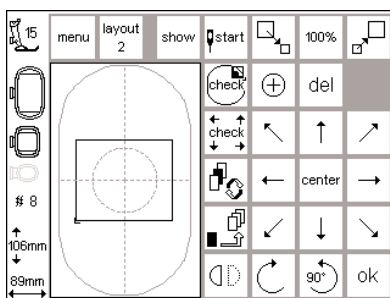 15
menu
layout
2
show
start
100%
check
del
check
center
# 8
106mm
89mm
90°
ok